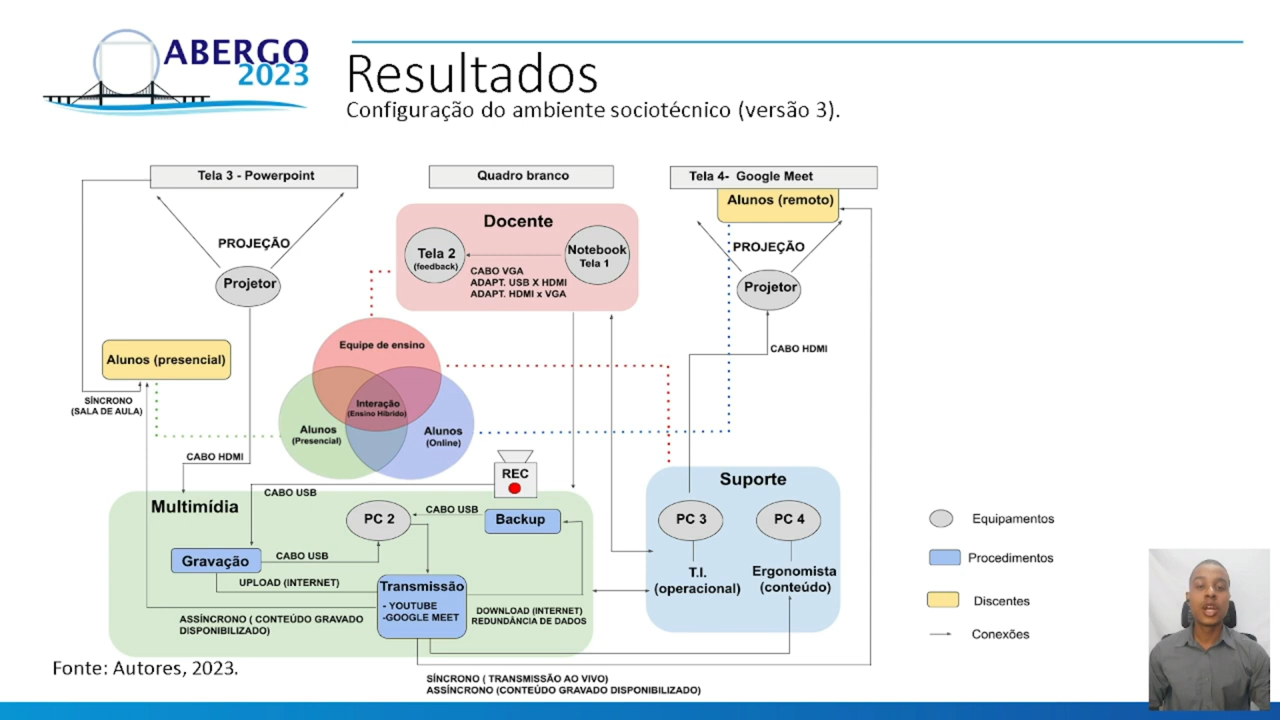 ABERGO
2023
Resultados
Configuração do ambiente sociotécnico (versão 3).
Tela 3 - Powerpoint
Quadro branco
Tela 4- Google Meet
Alunos (remoto)
Docente
PROJEÇÃO
Tela 2
(feedback)
Notebook
Tela 1
CABO VGA
ADAPT. USB X HDMI
ADAPT. HDMI x VGA
PROJEÇÃO
Projetor
Projetor
Alunos (presencial)
Equipe de ensino
CABO HDMI
SÍNCRONO
(SALA DE AULA)
Interação
(Ensino Híbrido)
Alunos
(Presencial)
Alunos
(Online)
CABO HDMI
REC
CABO USB
Multimídia
Suporte
PC 2
CABO USB
Backup
PC 3
PC 4
Gravação
CABO USB
T.I.
(operacional)
Ergonomista
(conteúdo)
UPLOAD (INTERNET)
Transmissão
- YOUTUBE
-GOOGLE MEET
DOWNLOAD (INTERNET)
REDUNDÂNCIA DE DADOS
ASSÍNCRONO ( CONTEÚDO GRAVADO
DISPONIBILIZADO)
Equipamentos
Procedimentos
Discentes
Conexões
Fonte: Autores, 2023.
SÍNCRONO ( TRANSMISSÃO AO VIVO)
ASSÍNCRONO (CONTEÚDO GRAVADO DISPONIBILIZADO)